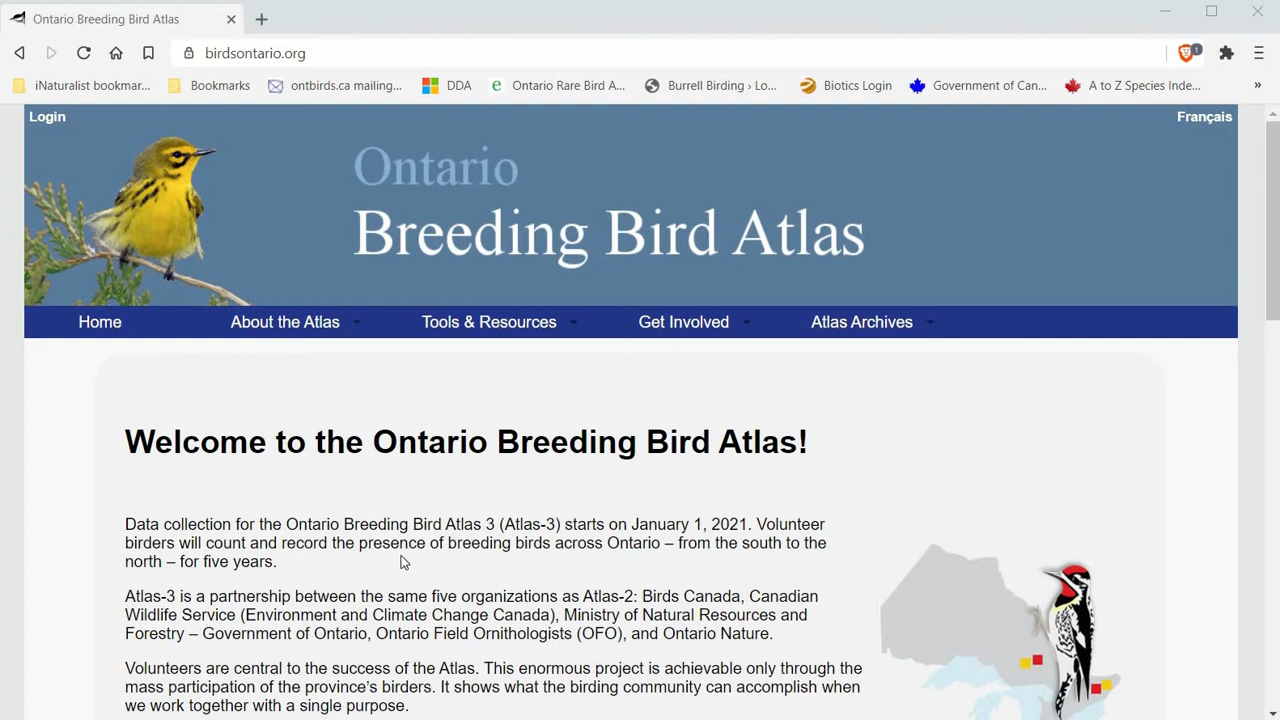 Ontario Breeding Bird Atlas
birdsontario.org
1
iNaturalist bookmar...
Bookmarks
ontbirds.ca mailing...
DDA
Ontario Rare Bird A...
Burrell Birding › Lo...
Biotics Login
Government of Can...
A to Z Species Inde...
»
Login
Français
Ontario
Breeding Bird Atlas
Home
About the Atlas
Tools & Resources
Get Involved
Atlas Archives
Welcome to the Ontario Breeding Bird Atlas!
Data collection for the Ontario Breeding Bird Atlas 3 (Atlas-3) starts on January 1, 2021. Volunteer
birders will count and record the presence of breeding birds across Ontario – from the south to the
north – for five years.
Atlas-3 is a partnership between the same five organizations as Atlas-2: Birds Canada, Canadian
Wildlife Service (Environment and Climate Change Canada), Ministry of Natural Resources and
Forestry – Government of Ontario, Ontario Field Ornithologists (OFO), and Ontario Nature.
Volunteers are central to the success of the Atlas. This enormous project is achievable only through the
mass participation of the province's birders. It shows what the birding community can accomplish when
we work together with a single purpose.